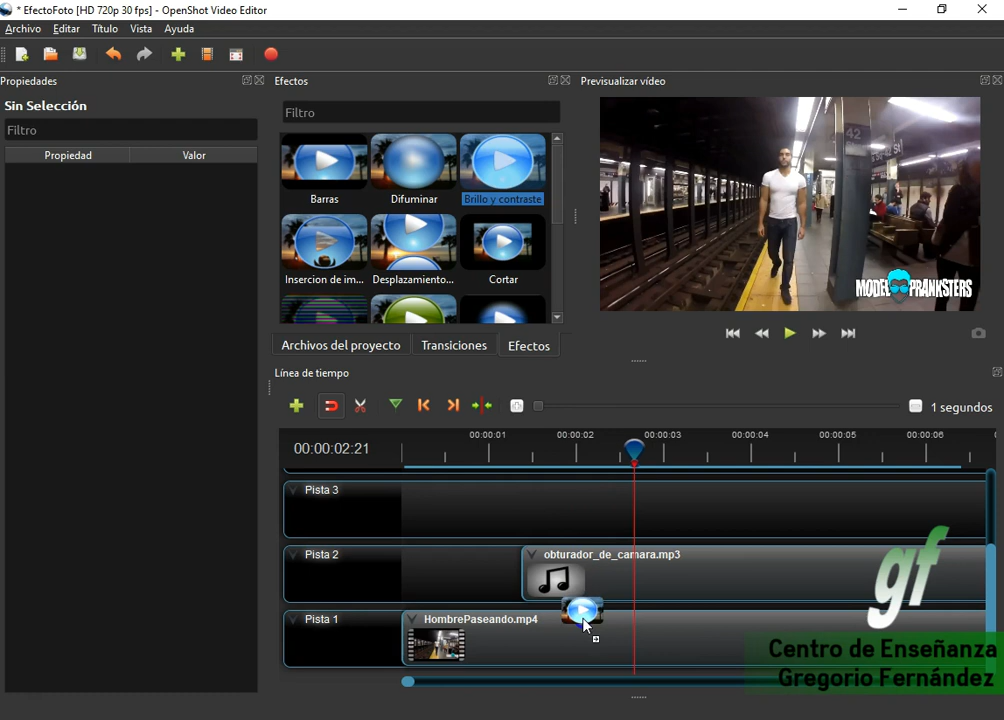 * EfectoFoto [HD 720p 30 fps] - OpenShot Video Editor
Archivo Editar Título Vista Ayuda
Propiedades
Efectos
Previsualizar vídeo
Sin Selección
Filtro
Filtro
Propiedad Valor
Barras
Difuminar
Brillo y contraste
Insercion de im...
Desplazamiento...
Cortar
42
MODEL PRANKSTERS
Archivos del proyecto Transiciones Efectos
Línea de tiempo
1 segundos
00:00:02:21
00:00:01 00:00:02 00:00:03 00:00:04 00:00:05 00:00:06
Pista 3
Pista 2
obturador_de_camara.mp3
Pista 1
HombrePaseando.mp4
gf
Centro de Enseñanza
Gregorio Fernández